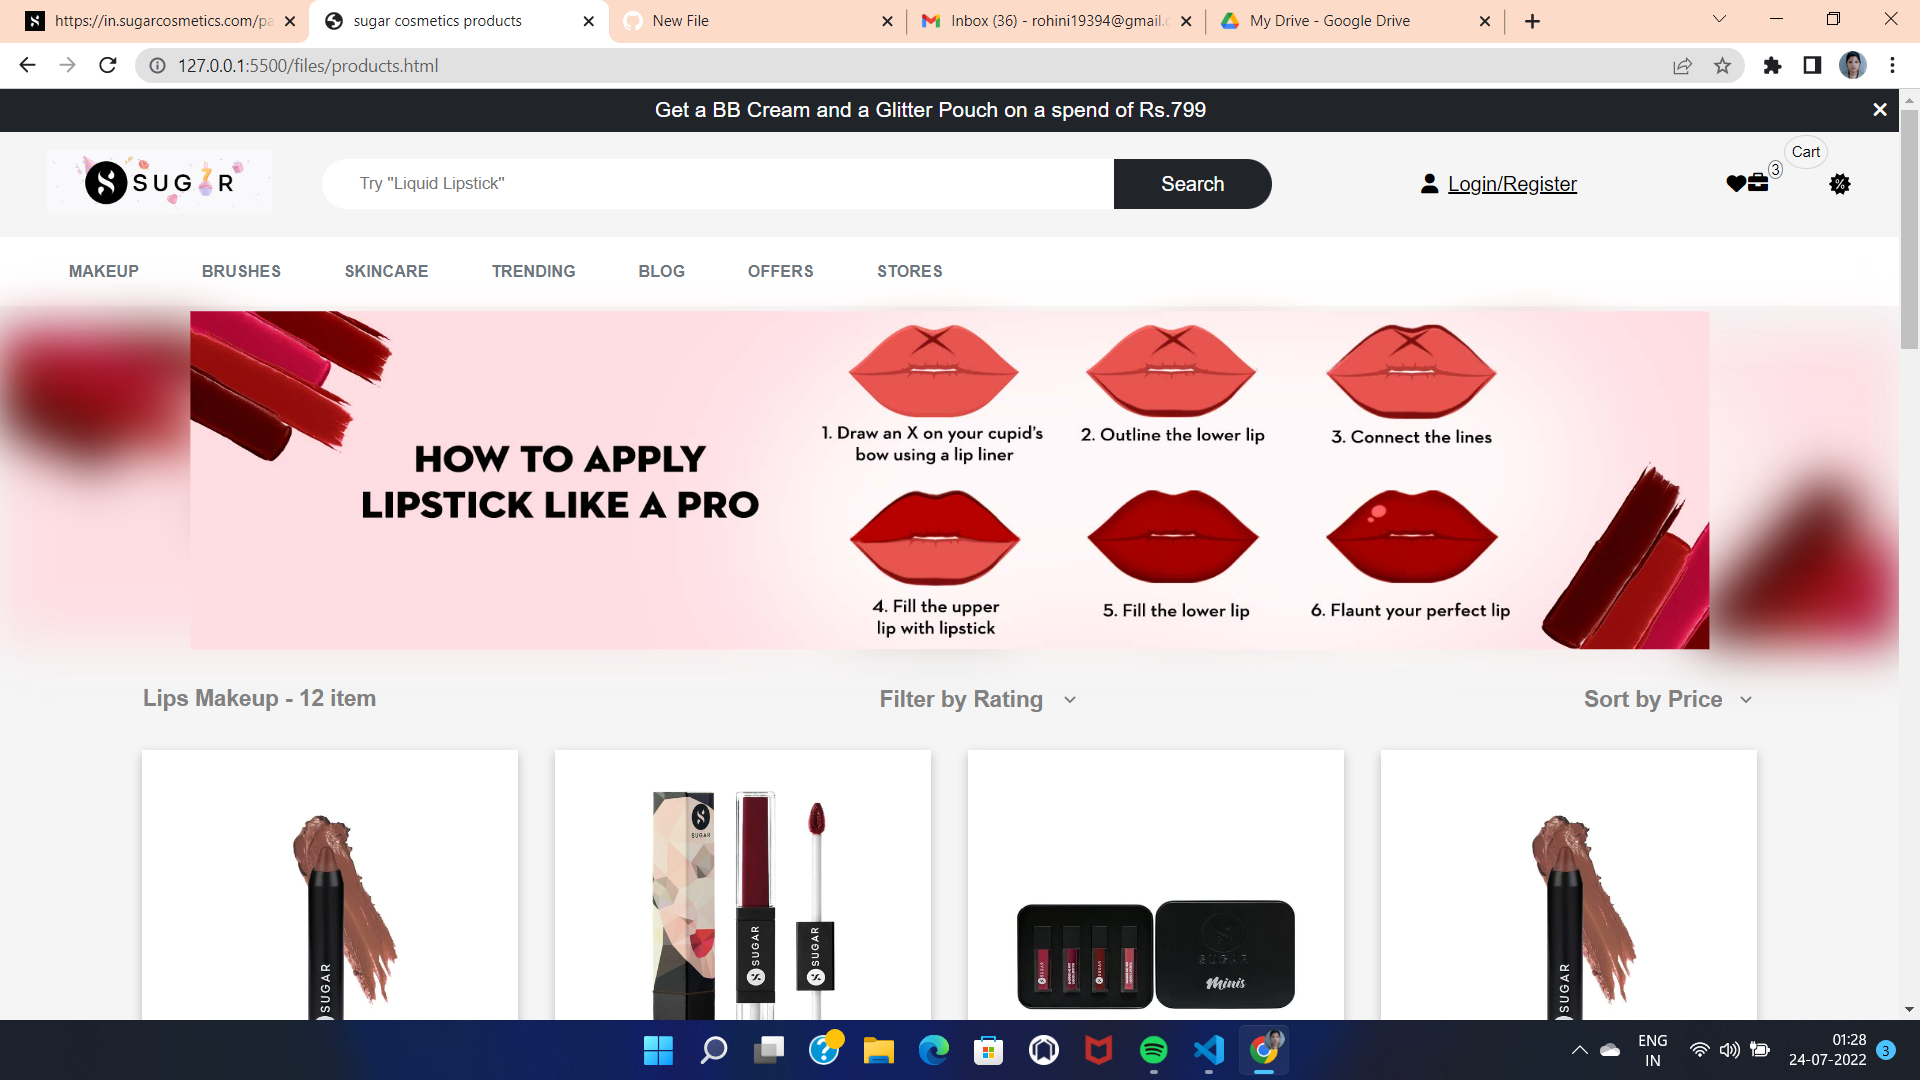 https://in.sugarcosmetics.com/pa
sugar cosmetics products
New File
Inbox (36) - rohini19394@gmail.c
My Drive - Google Drive
127.0.0.1:5500/files/products.html
Get a BB Cream and a Glitter Pouch on a spend of Rs.799
SUGAR
Try "Liquid Lipstick"
Search
Login/Register
3
Cart
MAKEUP
BRUSHES
SKINCARE
TRENDING
BLOG
OFFERS
STORES
HOW TO APPLY
LIPSTICK LIKE A PRO
1. Draw an X on your cupid's
bow using a lip liner
2. Outline the lower lip
3. Connect the lines
4. Fill the upper
lip with lipstick
5. Fill the lower lip
6. Flaunt your perfect lip
Lips Makeup - 12 item
Filter by Rating
Sort by Price
SUGAR
SUGAR
SUGAR
SUGAR
SUGAR
Minis
SUGAR
ENG
IN
01:28
24-07-2022
3